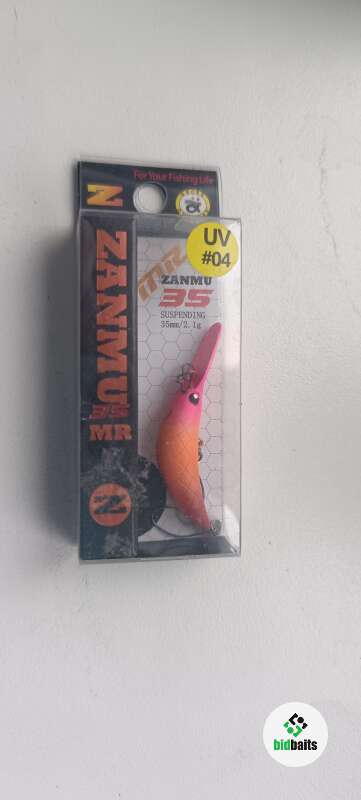 For Your Fishing Life
Z
UV
#04
MR
ZANMU
35
SUSPENDING
35mm/2.1g
ZANMU
35
MR
Z
bidbaits